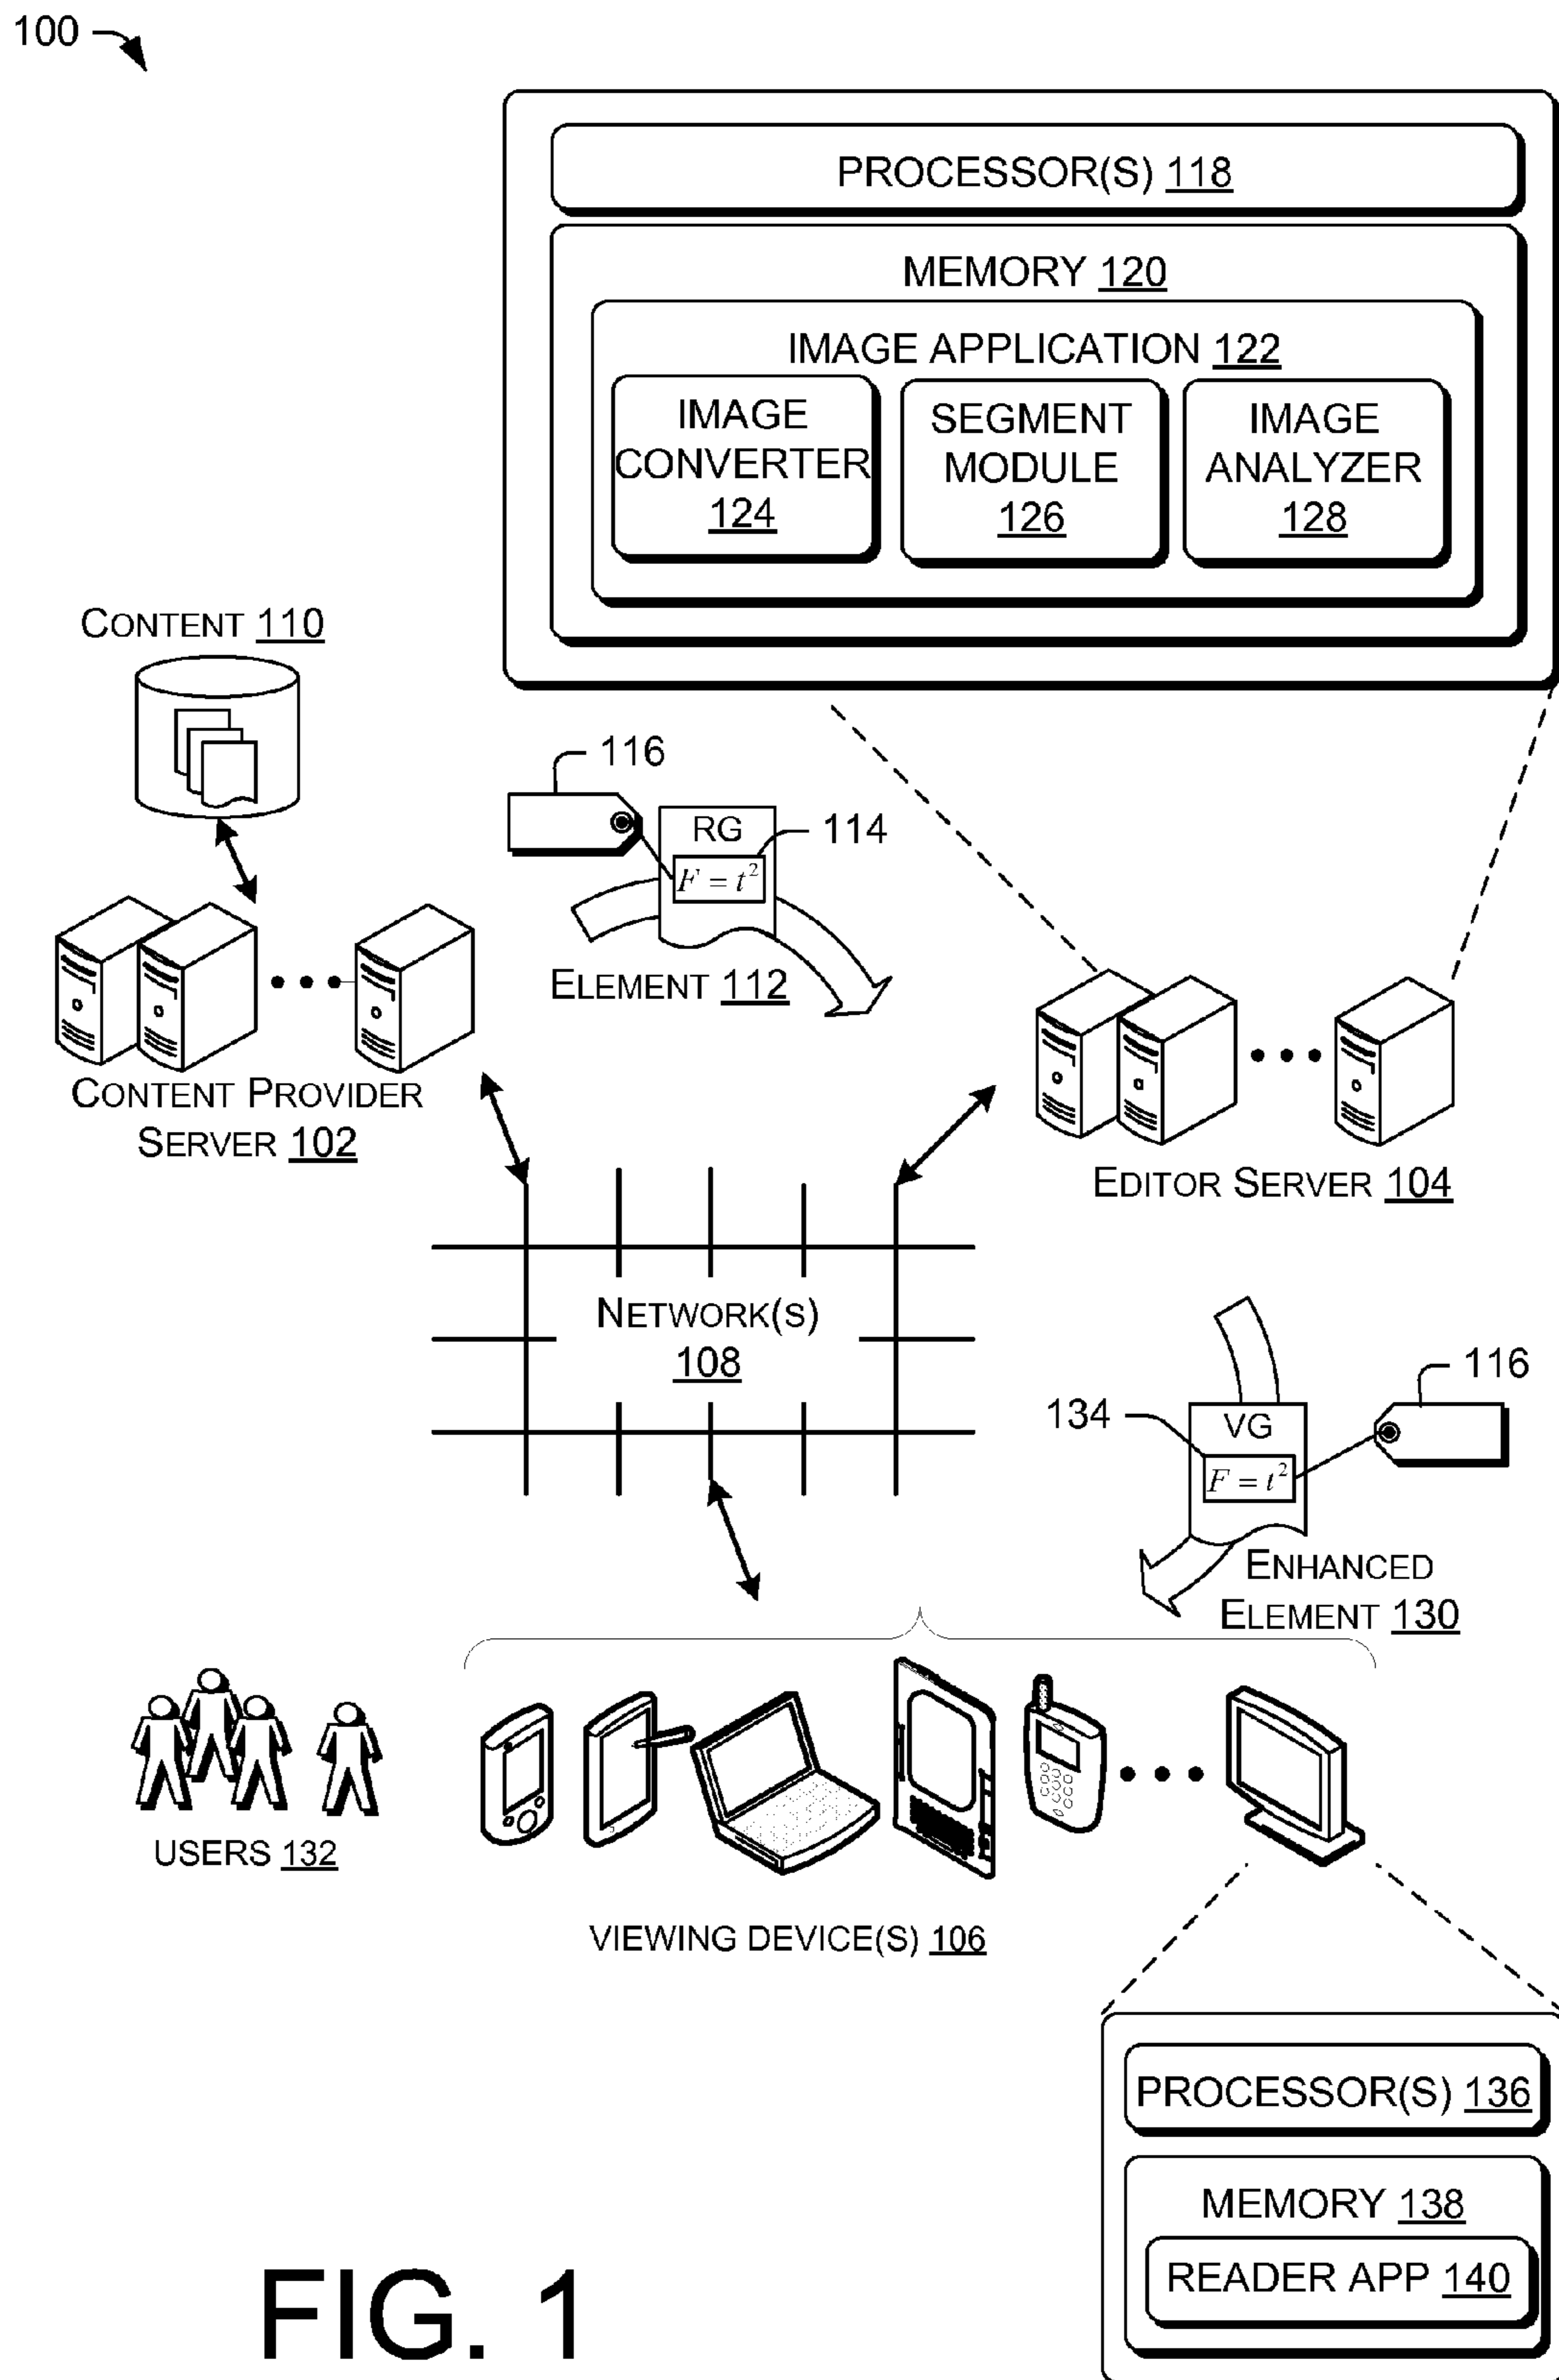 100
PROCESSOR(S) 118
MEMORY 120
IMAGE APPLICATION 122
IMAGE
CONVERTER
124
SEGMENT
MODULE
126
IMAGE
ANALYZER
128
CONTENT 110
116
RG
114
F = t²
ELEMENT 112
CONTENT PROVIDER
SERVER 102
EDITOR SERVER 104
NETWORK(S)
108
116
134
VG
F = t²
ENHANCED
ELEMENT 130
USERS 132
VIEWING DEVICE(S) 106
PROCESSOR(S) 136
MEMORY 138
READER APP 140
FIG. 1